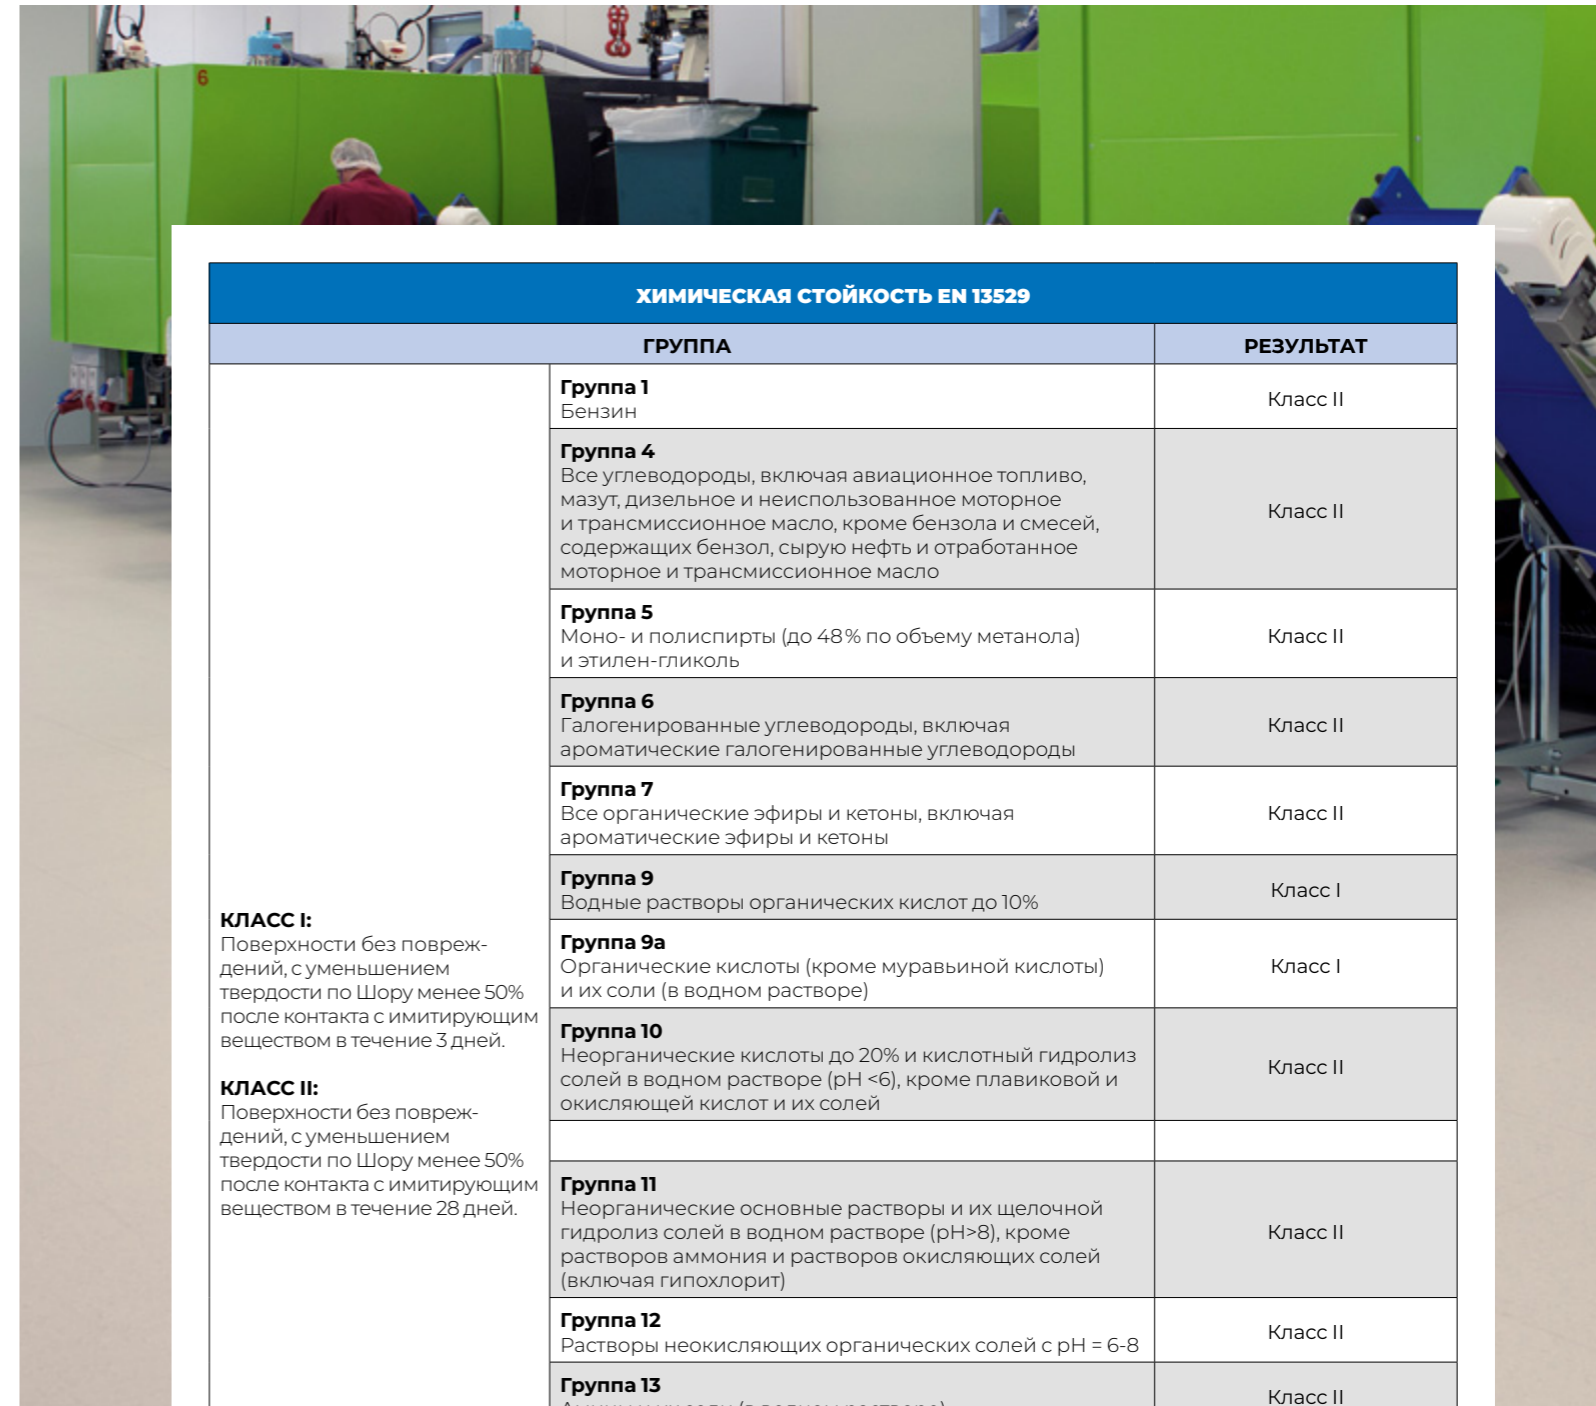 6
ХИМИЧЕСКАЯ СТОЙКОСТЬ EN 13529
ГРУППА
РЕЗУЛЬТАТ
КЛАСС I:
Поверхности без повреж-
дений, с уменьшением
твердости по Шору менее 50%
после контакта с имитирующим
веществом в течение 3 дней.
КЛАСС II:
Поверхности без повреж-
дений, с уменьшением
твердости по Шору менее 50%
после контакта с имитирующим
веществом в течение 28 дней.
Группа 1
Бензин
Класс II
Группа 4
Все углеводороды, включая авиационное топливо,
мазут, дизельное и неиспользованное моторное
и трансмиссионное масло, кроме бензола и смесей,
содержащих бензол, сырую нефть и отработанное
моторное и трансмиссионное масло
Класс II
Группа 5
Моно- и полиспирты (до 48% по объему метанола)
и этилен-гликоль
Класс II
Группа 6
Галогенированные углеводороды, включая
ароматические галогенированные углеводороды
Класс II
Группа 7
Все органические эфиры и кетоны, включая
ароматические эфиры и кетоны
Класс II
Группа 9
Водные растворы органических кислот до 10%
Класс I
Группа 9а
Органические кислоты (кроме муравьиной кислоты)
и их соли (в водном растворе)
Класс I
Группа 10
Неорганические кислоты до 20% и кислотный гидролиз
солей в водном растворе (pH <6), кроме плавиковой и
окисляющей кислот и их солей
Класс II
Группа 11
Неорганические основные растворы и их щелочной
гидролиз солей в водном растворе (pH>8), кроме
растворов аммония и растворов окисляющих солей
(включая гипохлорит)
Класс II
Группа 12
Растворы неокисляющих органических солей с pH = 6-8
Класс II
Группа 13
Класс II